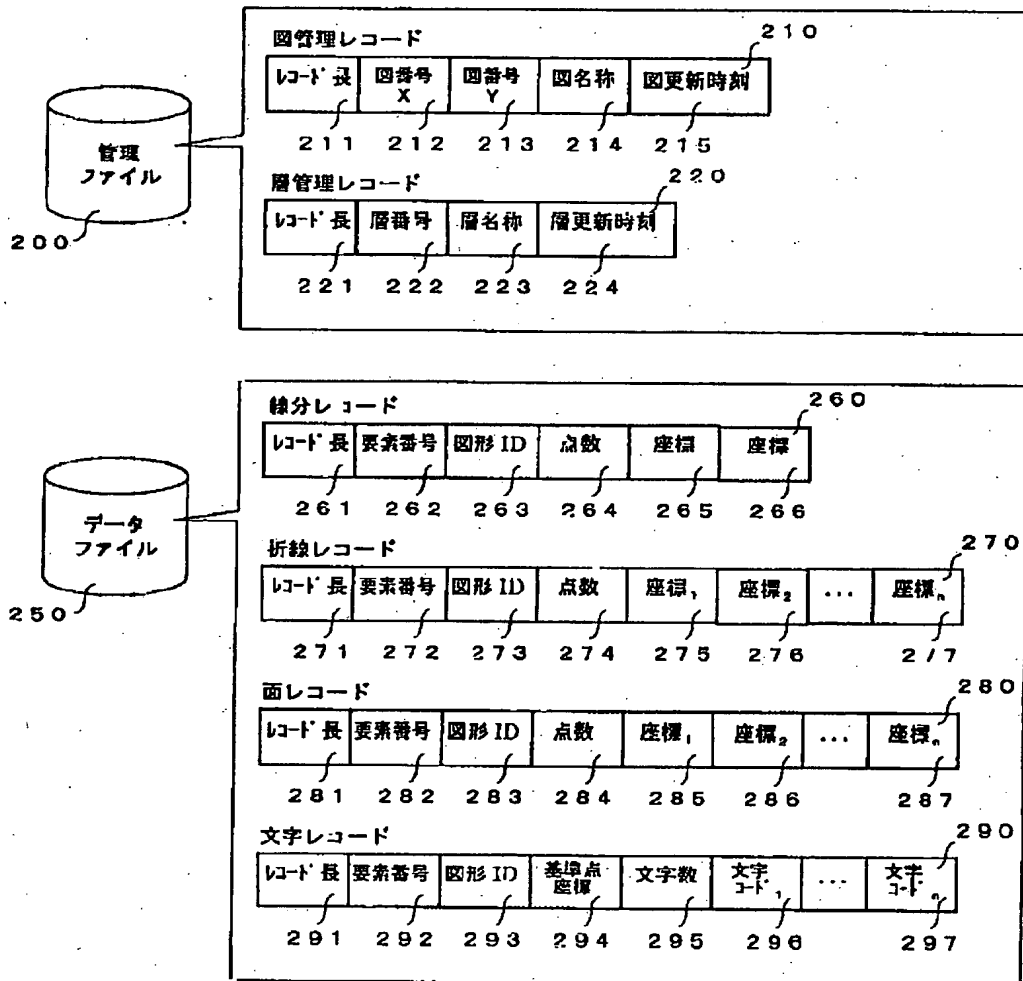 図管理レコード
210
レコード長 図番号X 図番号Y 図名称 図更新時刻
211 212 213 214 215
管理ファイル
200
層管理レコード
220
レコード長 層番号 層名称 層更新時刻
221 222 223 224
線分レコード
260
レコード長 要素番号 図形ID 点数 座標 座標
261 262 263 264 265 266
データファイル
250
折線レコード
270
レコード長 要素番号 図形ID 点数 座標1 座標2 ... 座標n
271 272 273 274 275 276 277
面レコード
280
レコード長 要素番号 図形ID 点数 座標1 座標2 ... 座標n
281 282 283 284 285 286 287
文字レコード
290
レコード長 要素番号 図形ID 基準点座標 文字数 文字コード1 ... 文字コードn
291 292 293 294 295 296 297